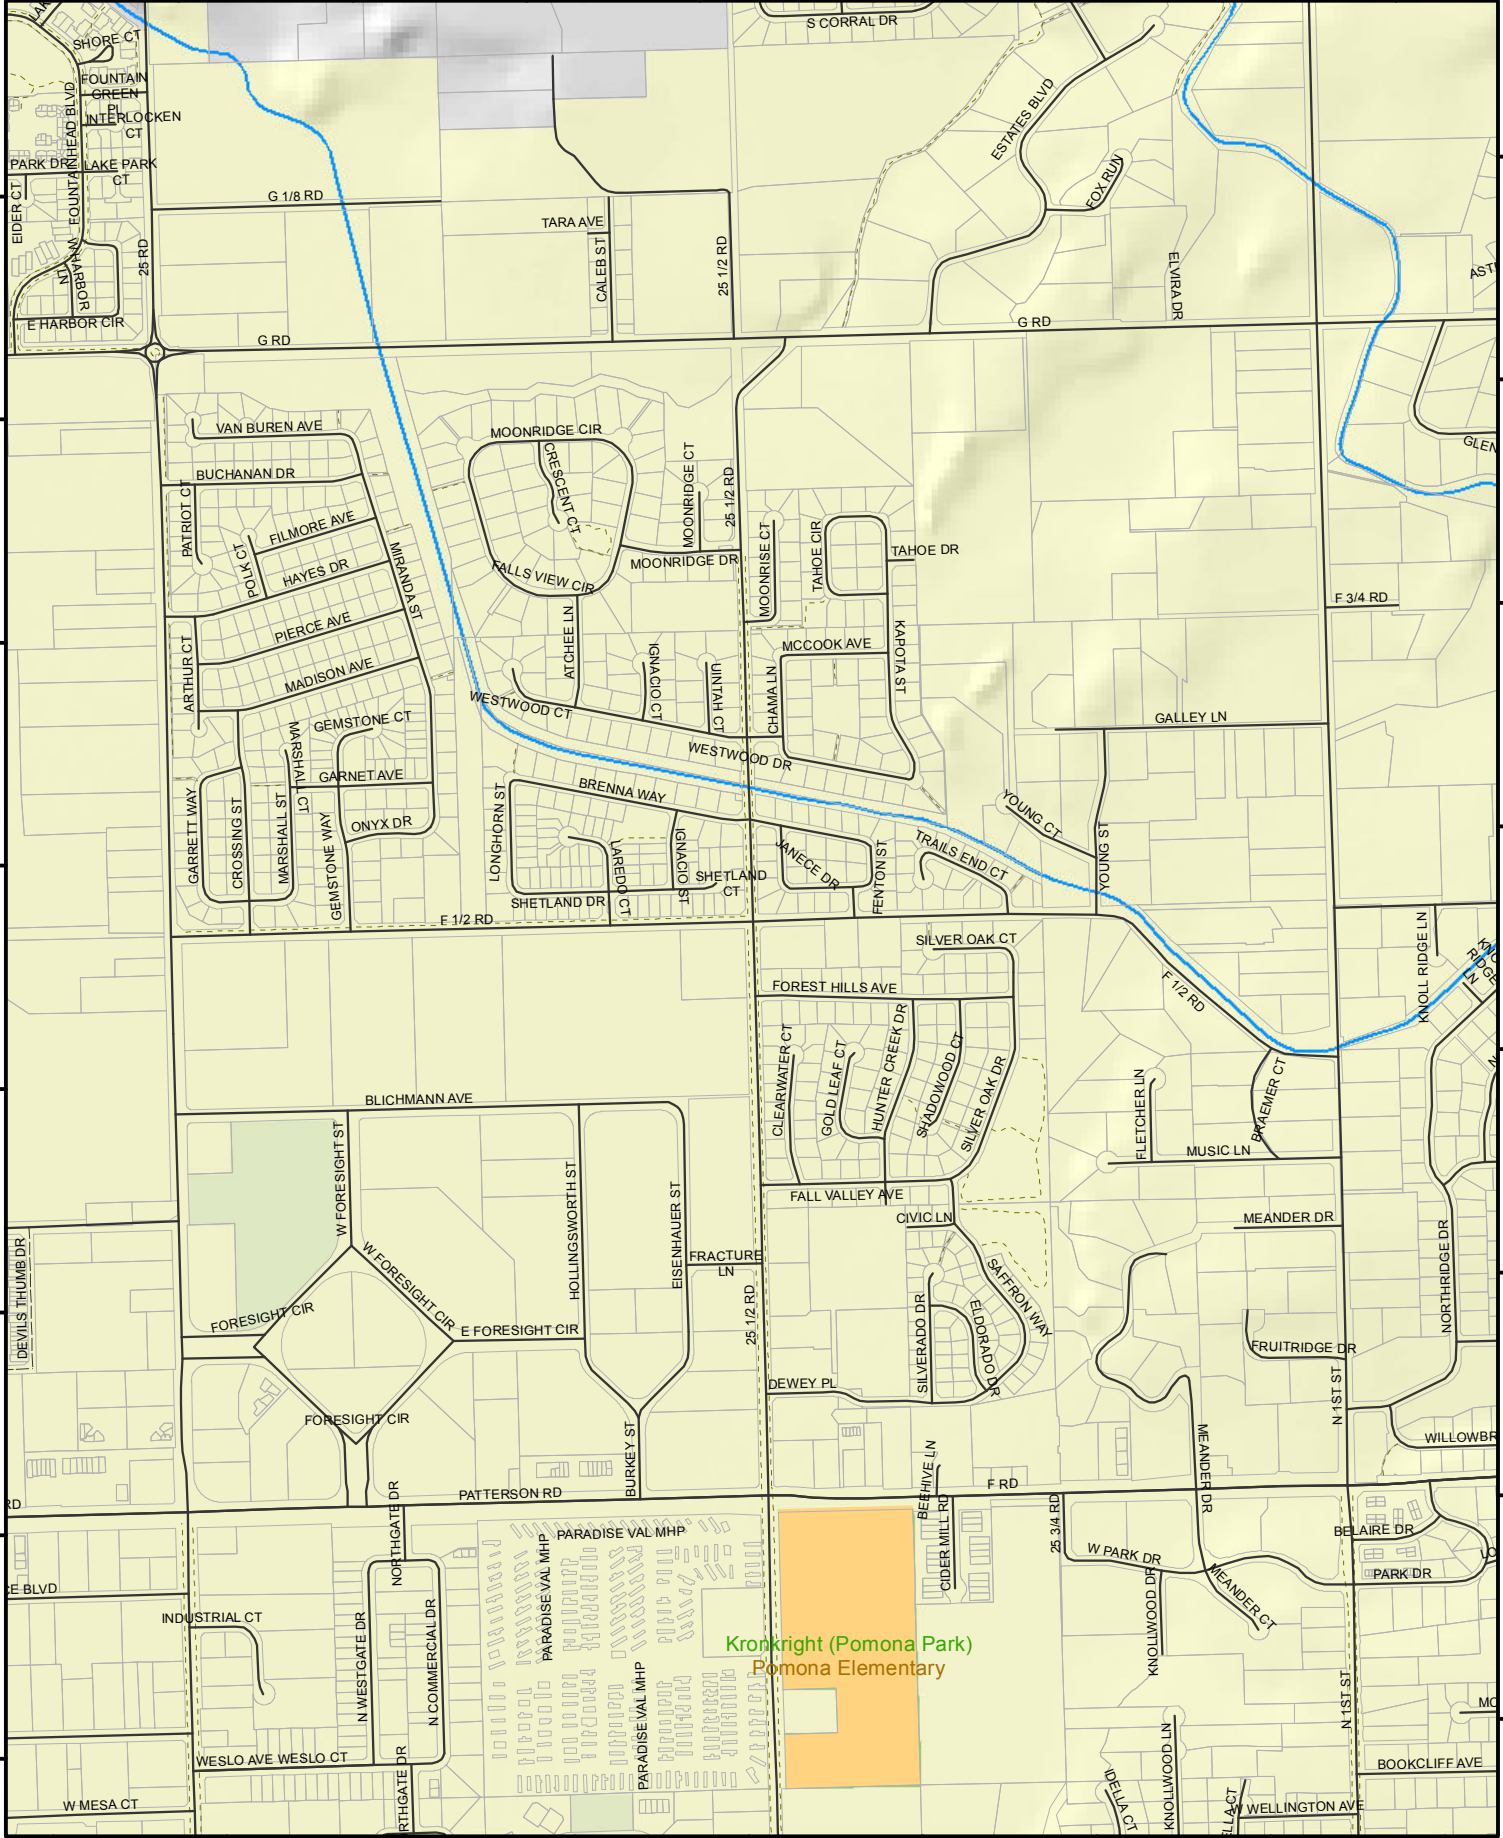 S CORRAL DR
SHORE CT
FOUNTAIN
GREEN
PL
INTERLOCKEN
CT
FOUNTAINHEAD BLVD
PARK DR
LAKE PARK
CT
EIDER CT
W HARBOR
LN
E HARBOR CIR
25 RD
G 1/8 RD
TARA AVE
CALEB ST
25 1/2 RD
ESTATES BLVD
FOX RUN
ELVIRA DR
G RD
G RD
VAN BUREN AVE
BUCHANAN DR
PATRIOT CT
POLK CT
FILMORE AVE
HAYES DR
MIRANDA ST
PIERCE AVE
MADISON AVE
ARTHUR CT
MOONRIDGE CIR
CRESCENT CT
MOONRIDGE CT
25 1/2 RD
MOONRIDGE DR
FALLS VIEW CIR
MOONRISE CT
TAHOE CIR
TAHOE DR
GLEN
F 3/4 RD
ATCHEE LN
IGNACIO CT
UINTAH CT
CHAMA LN
MCCOOK AVE
KAPOTA ST
WESTWOOD CT
WESTWOOD DR
GALLEY LN
GEMSTONE CT
MARSHALL CT
GARNET AVE
ONYX DR
GARRETT WAY
CROSSING ST
MARSHALL ST
GEMSTONE WAY
LONGHORN ST
BRENNA WAY
LAREDO CT
IGNACIO ST
SHETLAND
CT
SHETLAND DR
JANECE DR
FENTON ST
TRAILS END CT
YOUNG CT
YOUNG ST
F 1/2 RD
F 1/2 RD
SILVER OAK CT
FOREST HILLS AVE
KNOLL RIDGE LN
CLEARWATER CT
GOLD LEAF CT
HUNTER CREEK DR
SHADOWOOD CT
SILVER OAK DR
FLETCHER LN
BRAEMER CT
MUSIC LN
BLICHMANN AVE
W FORESIGHT ST
W FORESIGHT CIR
HOLLINGSWORTH ST
EISENHAUER ST
FRACTURE
LN
FALL VALLEY AVE
CIVIC LN
MEANDER DR
SAFFRON WAY
ELDORADO DR
SILVERADO DR
DEVILS THUMB DR
FORESIGHT CIR
E FORESIGHT CIR
25 1/2 RD
NORTHRIDGE DR
FRUITRIDGE DR
N 1ST ST
DEWEY PL
FORESIGHT CIR
BURKEY ST
MEANDER DR
WILLOWBR
RD
PATTERSON RD
BEEHIVE LN
F RD
NORTHGATE DR
PARADISE VAL MHP
PARADISE VAL MHP
CIDER MILL RD
25 3/4 RD
W PARK DR
BELAIRE DR
PARK DR
CE BLVD
INDUSTRIAL CT
N WESTGATE DR
N COMMERCIAL DR
MEANDER CT
KNOLLWOOD DR
Kronkright (Pomona Park)
Pomona Elementary
PARADISE VAL MHP
N 1ST ST
WESLO AVE WESLO CT
W MESA CT
RTHGATE DR
IDELLA CT
KNOLLWOOD LN
ELLA CT
BOOKCLIFF AVE
W WELLINGTON AVE